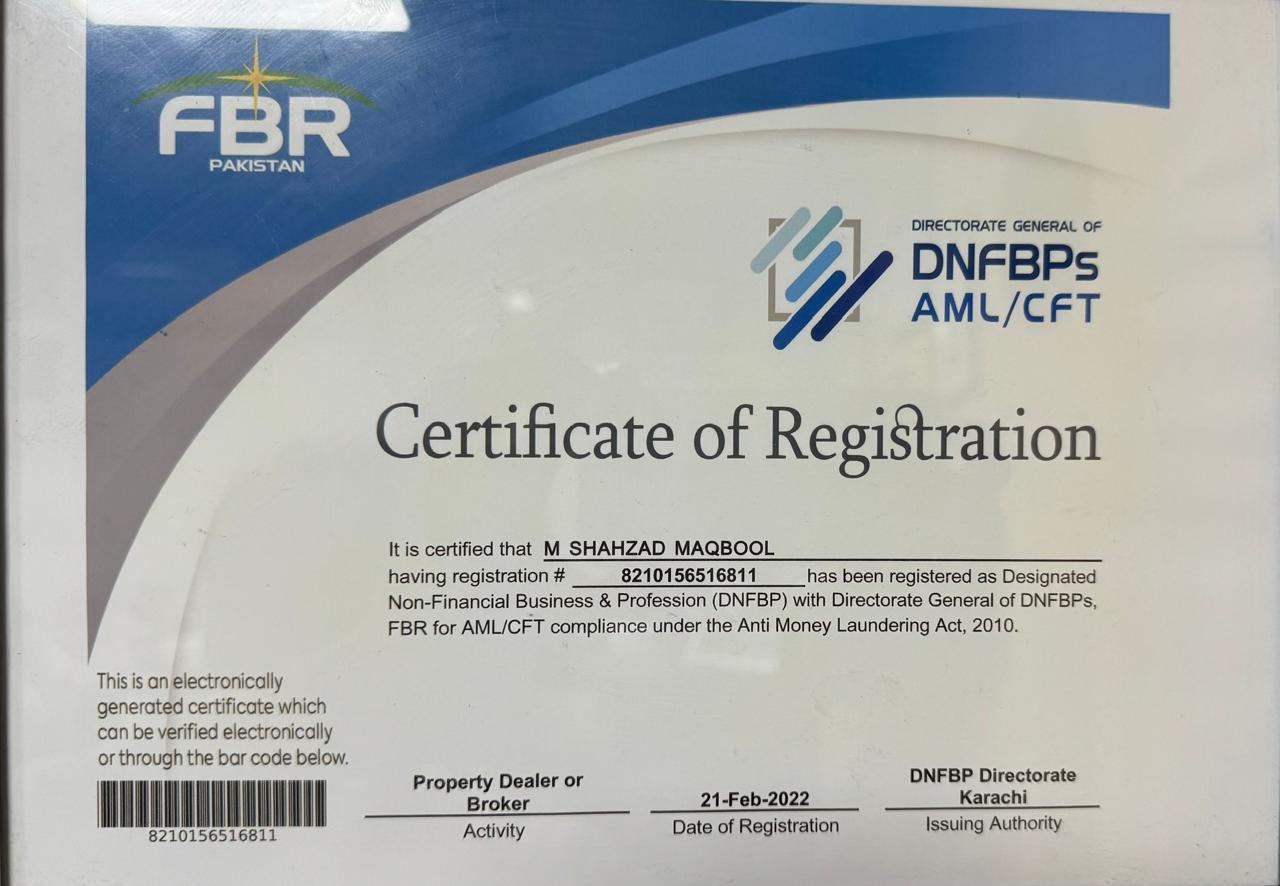 FBR
PAKISTAN
DIRECTORATE GENERAL OF
DNFBPs
AML/CFT
Certificate of Registration
It is certified that M SHAHZAD MAQBOOL
having registration # 8210156516811 has been registered as Designated
Non-Financial Business & Profession (DNFBP) with Directorate General of DNFBPs,
FBR for AML/CFT compliance under the Anti Money Laundering Act, 2010.
This is an electronically
generated certificate which
can be verified electronically
or through the bar code below.
8210156516811
Property Dealer or
Broker
Activity
21-Feb-2022
Date of Registration
DNFBP Directorate
Karachi
Issuing Authority